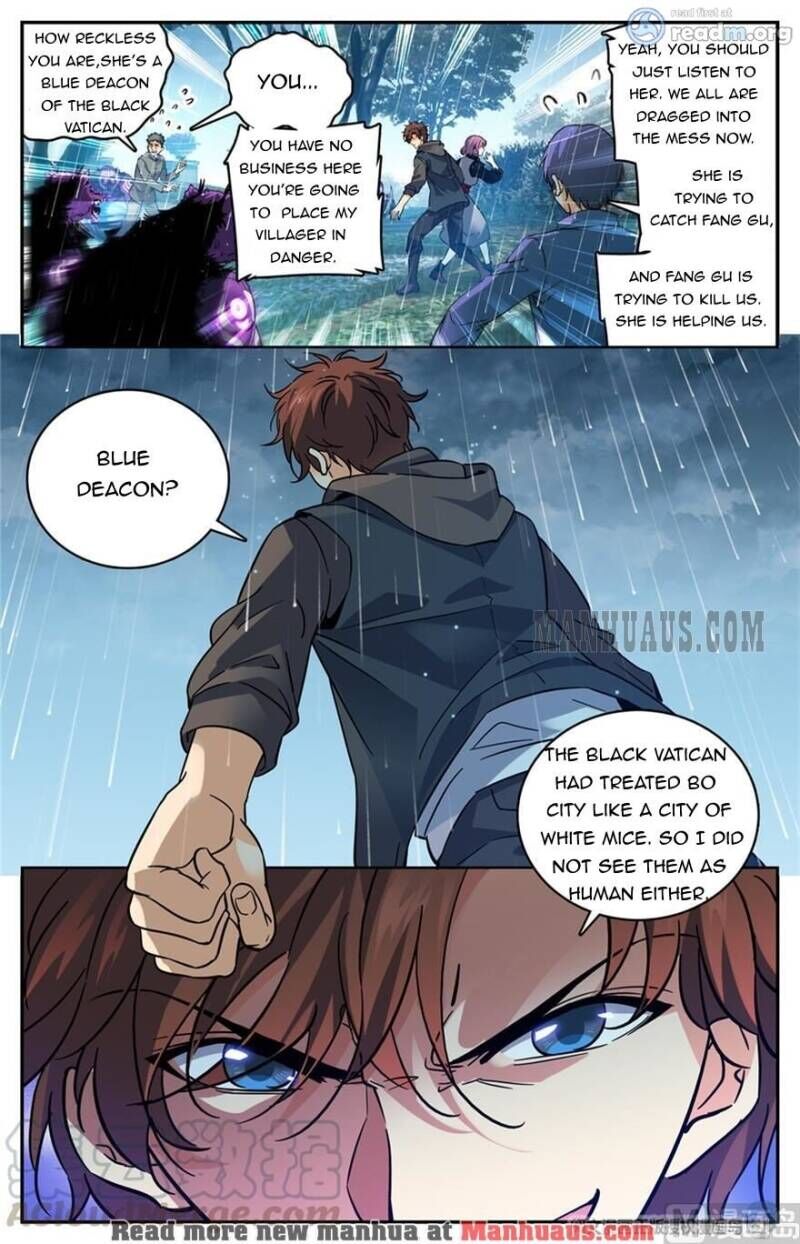 read first at
readm.org
HOW RECKLESS
YOU ARE,SHE'S A
BLUE DEACON
OF THE BLACK
VATICAN.
YOU...
YOU HAVE NO
BUSINESS HERE
YOU'RE GOING
TO PLACE MY
VILLAGER IN
DANGER.
YEAH, YOU SHOULD
JUST LISTEN TO
HER. WE ALL ARE
DRAGGED INTO
THE MESS NOW.
SHE IS
TRYING TO
CATCH FANG GU,
AND FANG GU IS
TRYING TO KILL US.
SHE IS HELPING US.
BLUE
DEACON?
MANHUAUS.COM
THE BLACK VATICAN
HAD TREATED BO
CITY LIKE A CITY OF
WHITE MICE. SO I DID
NOT SEE THEM AS
HUMAN EITHER.
Read more new manhua at Manhuaus.com